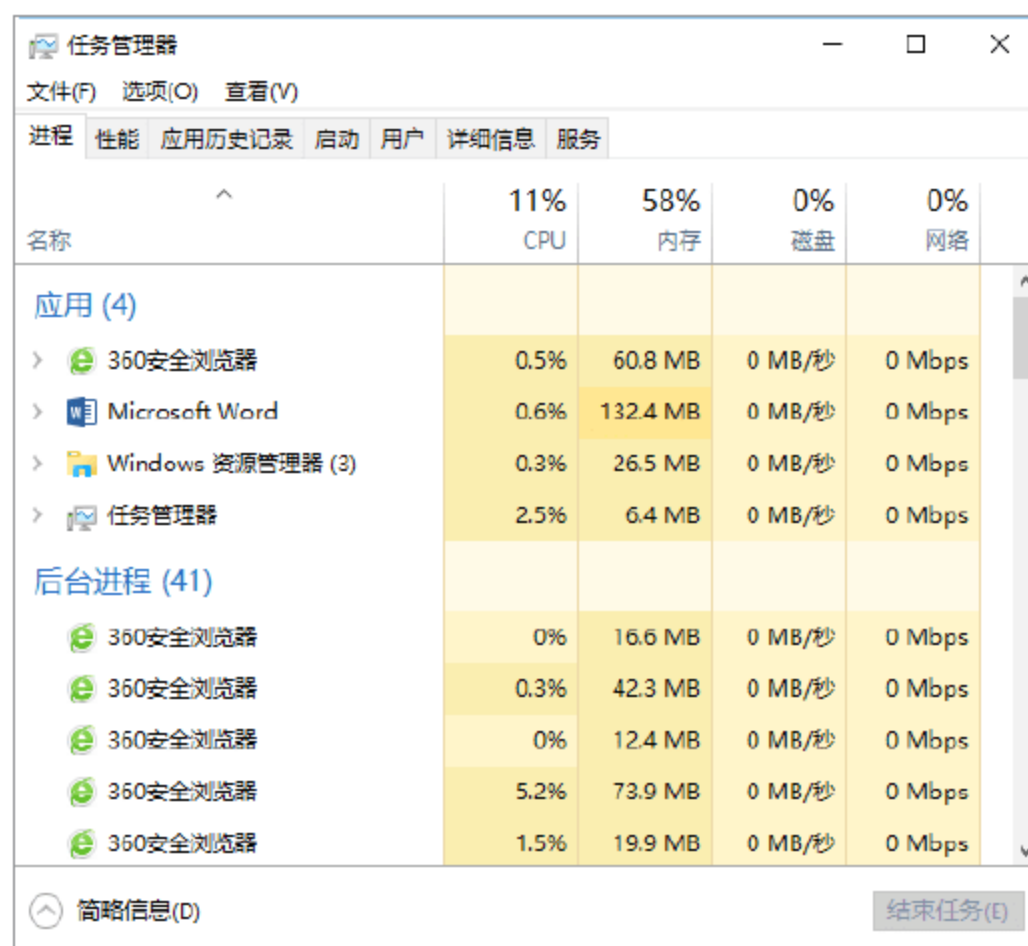 任务管理器
文件(F) 选项(O) 查看(V)
进程 性能 应用历史记录 启动 用户 详细信息 服务
11% 58% 0% 0%
名称 CPU 内存 磁盘 网络
应用 (4)
360安全浏览器 0.5% 60.8 MB 0 MB/秒 0 Mbps
Microsoft Word 0.6% 132.4 MB 0 MB/秒 0 Mbps
Windows 资源管理器 (3) 0.3% 26.5 MB 0 MB/秒 0 Mbps
任务管理器 2.5% 6.4 MB 0 MB/秒 0 Mbps
后台进程 (41)
360安全浏览器 0% 16.6 MB 0 MB/秒 0 Mbps
360安全浏览器 0.3% 42.3 MB 0 MB/秒 0 Mbps
360安全浏览器 0% 12.4 MB 0 MB/秒 0 Mbps
360安全浏览器 5.2% 73.9 MB 0 MB/秒 0 Mbps
360安全浏览器 1.5% 19.9 MB 0 MB/秒 0 Mbps
简略信息(D) 结束任务(E)